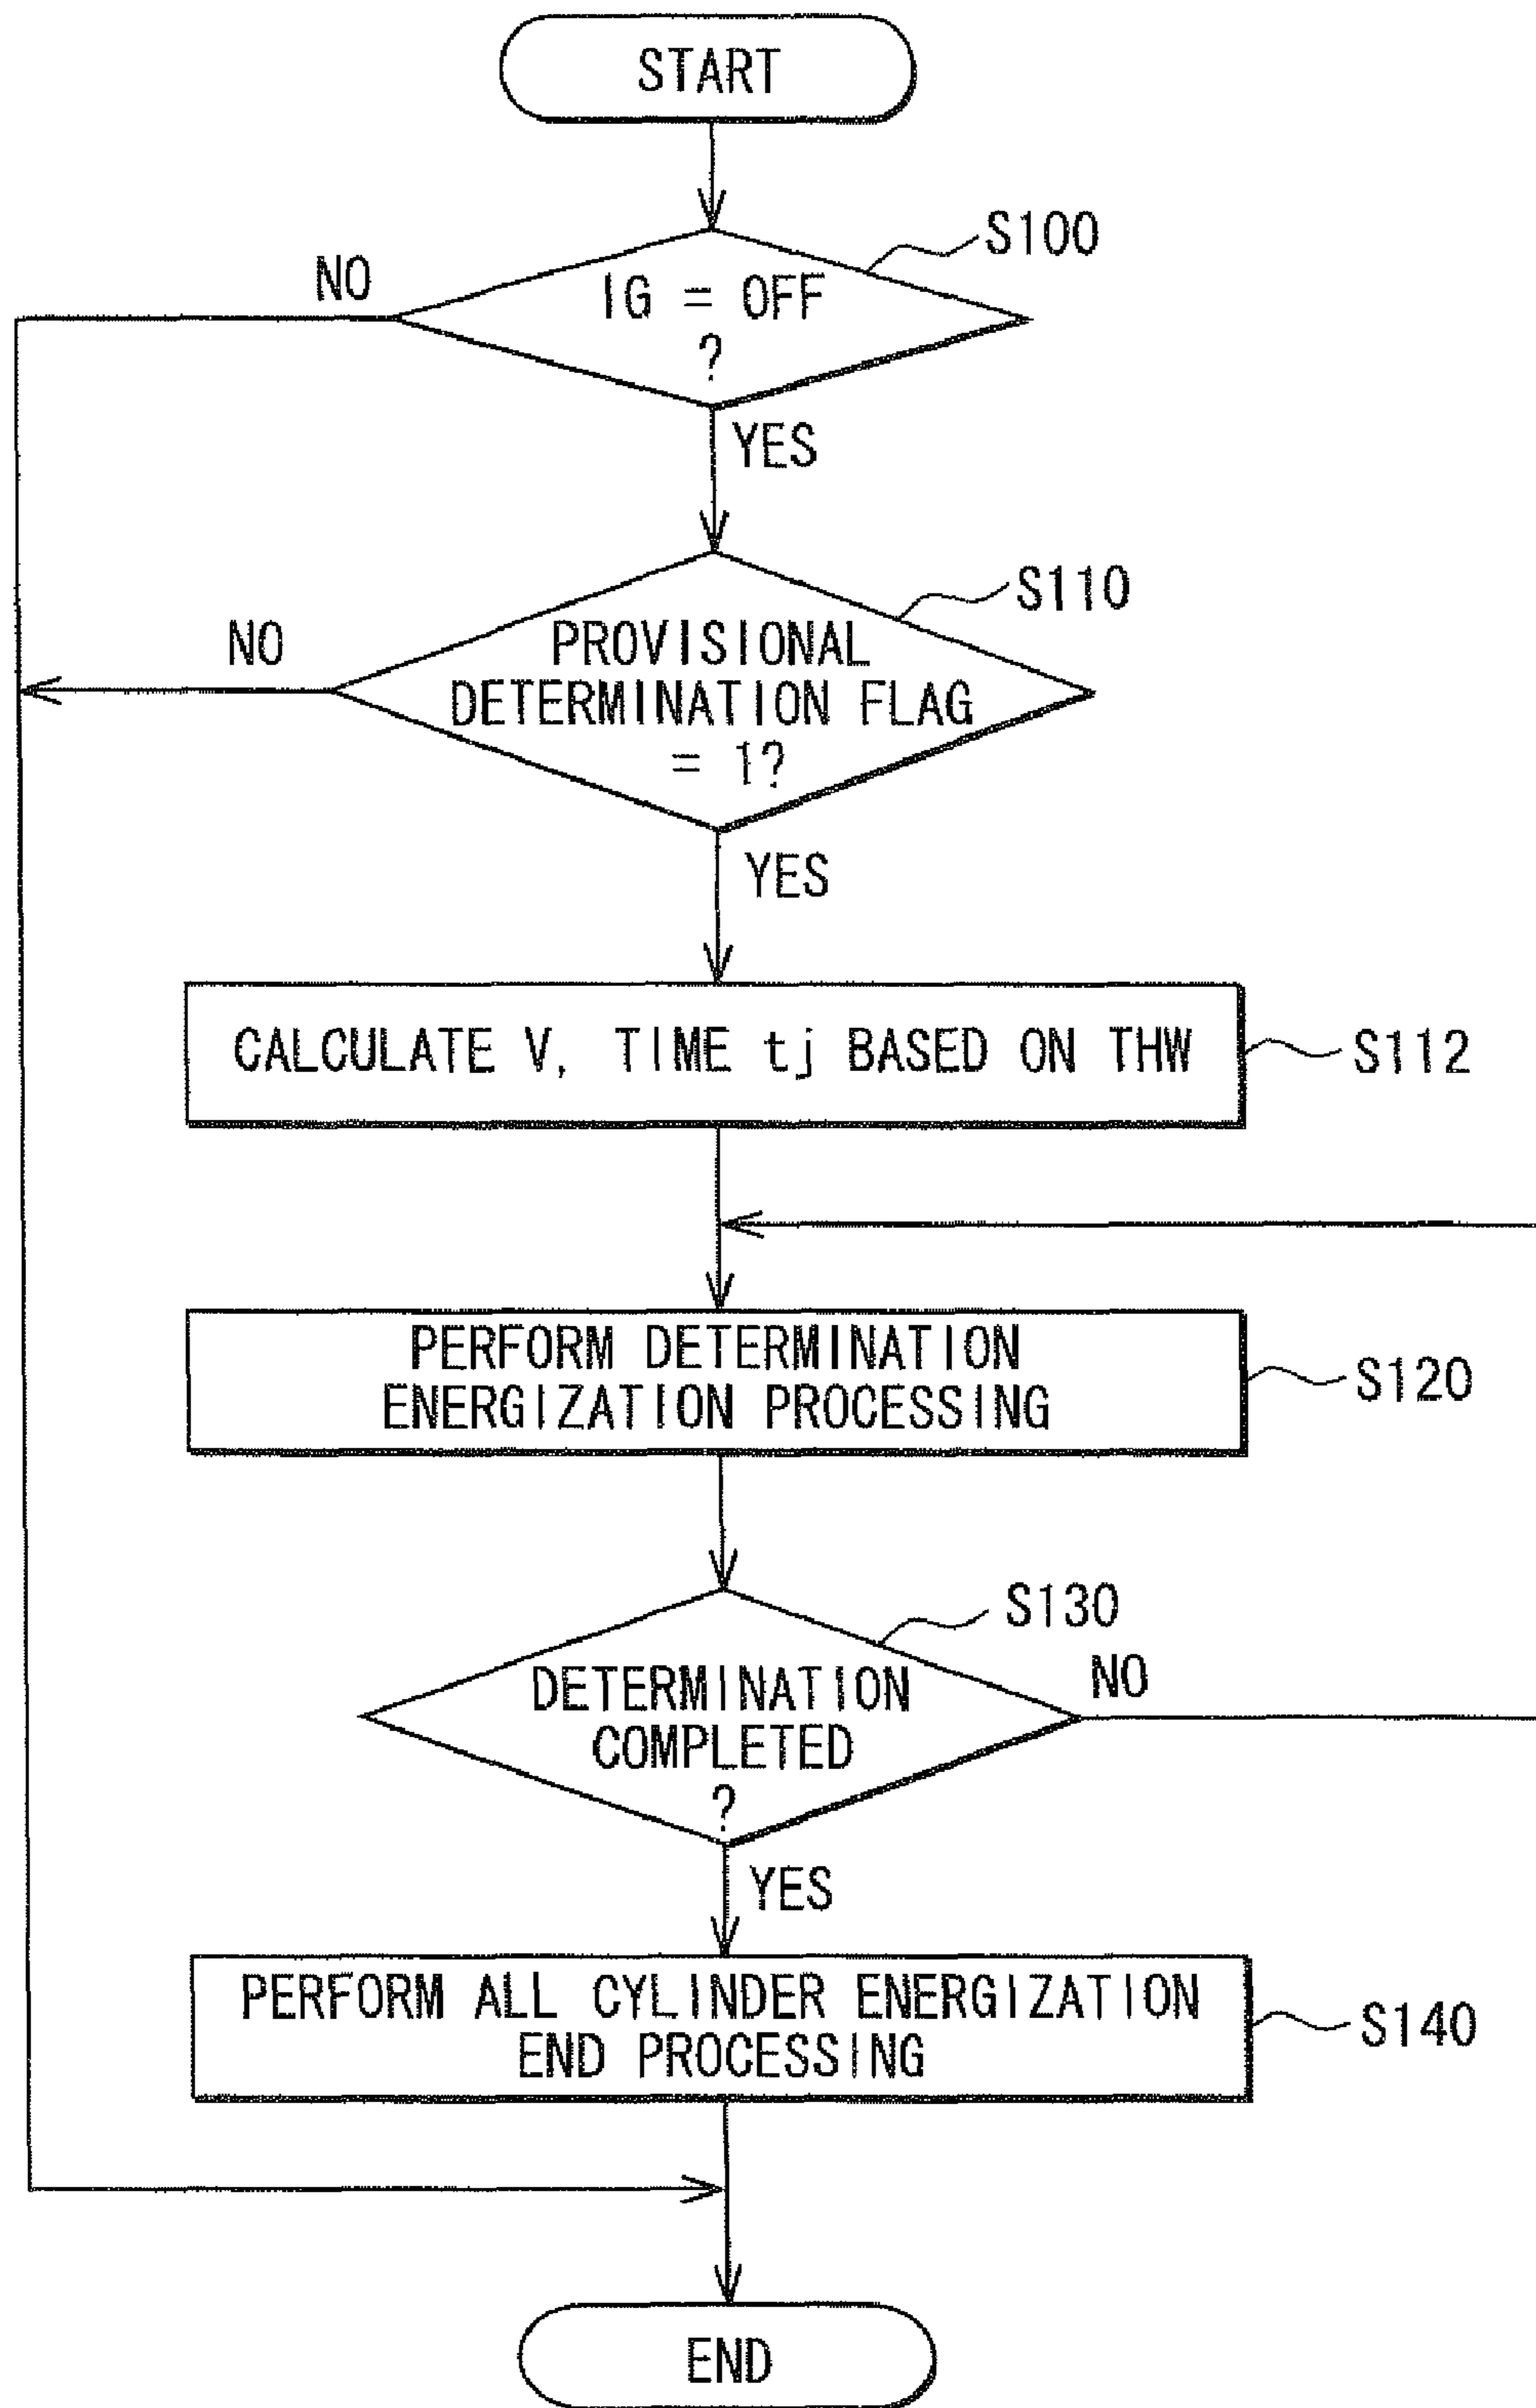 START
S100
NO
IG = OFF
?
YES
S110
NO
PROVISIONAL
DETERMINATION FLAG
= 1?
YES
CALCULATE V, TIME tj BASED ON THW
S112
PERFORM DETERMINATION
ENERGIZATION PROCESSING
S120
S130
NO
DETERMINATION
COMPLETED
?
YES
PERFORM ALL CYLINDER ENERGIZATION
END PROCESSING
S140
END